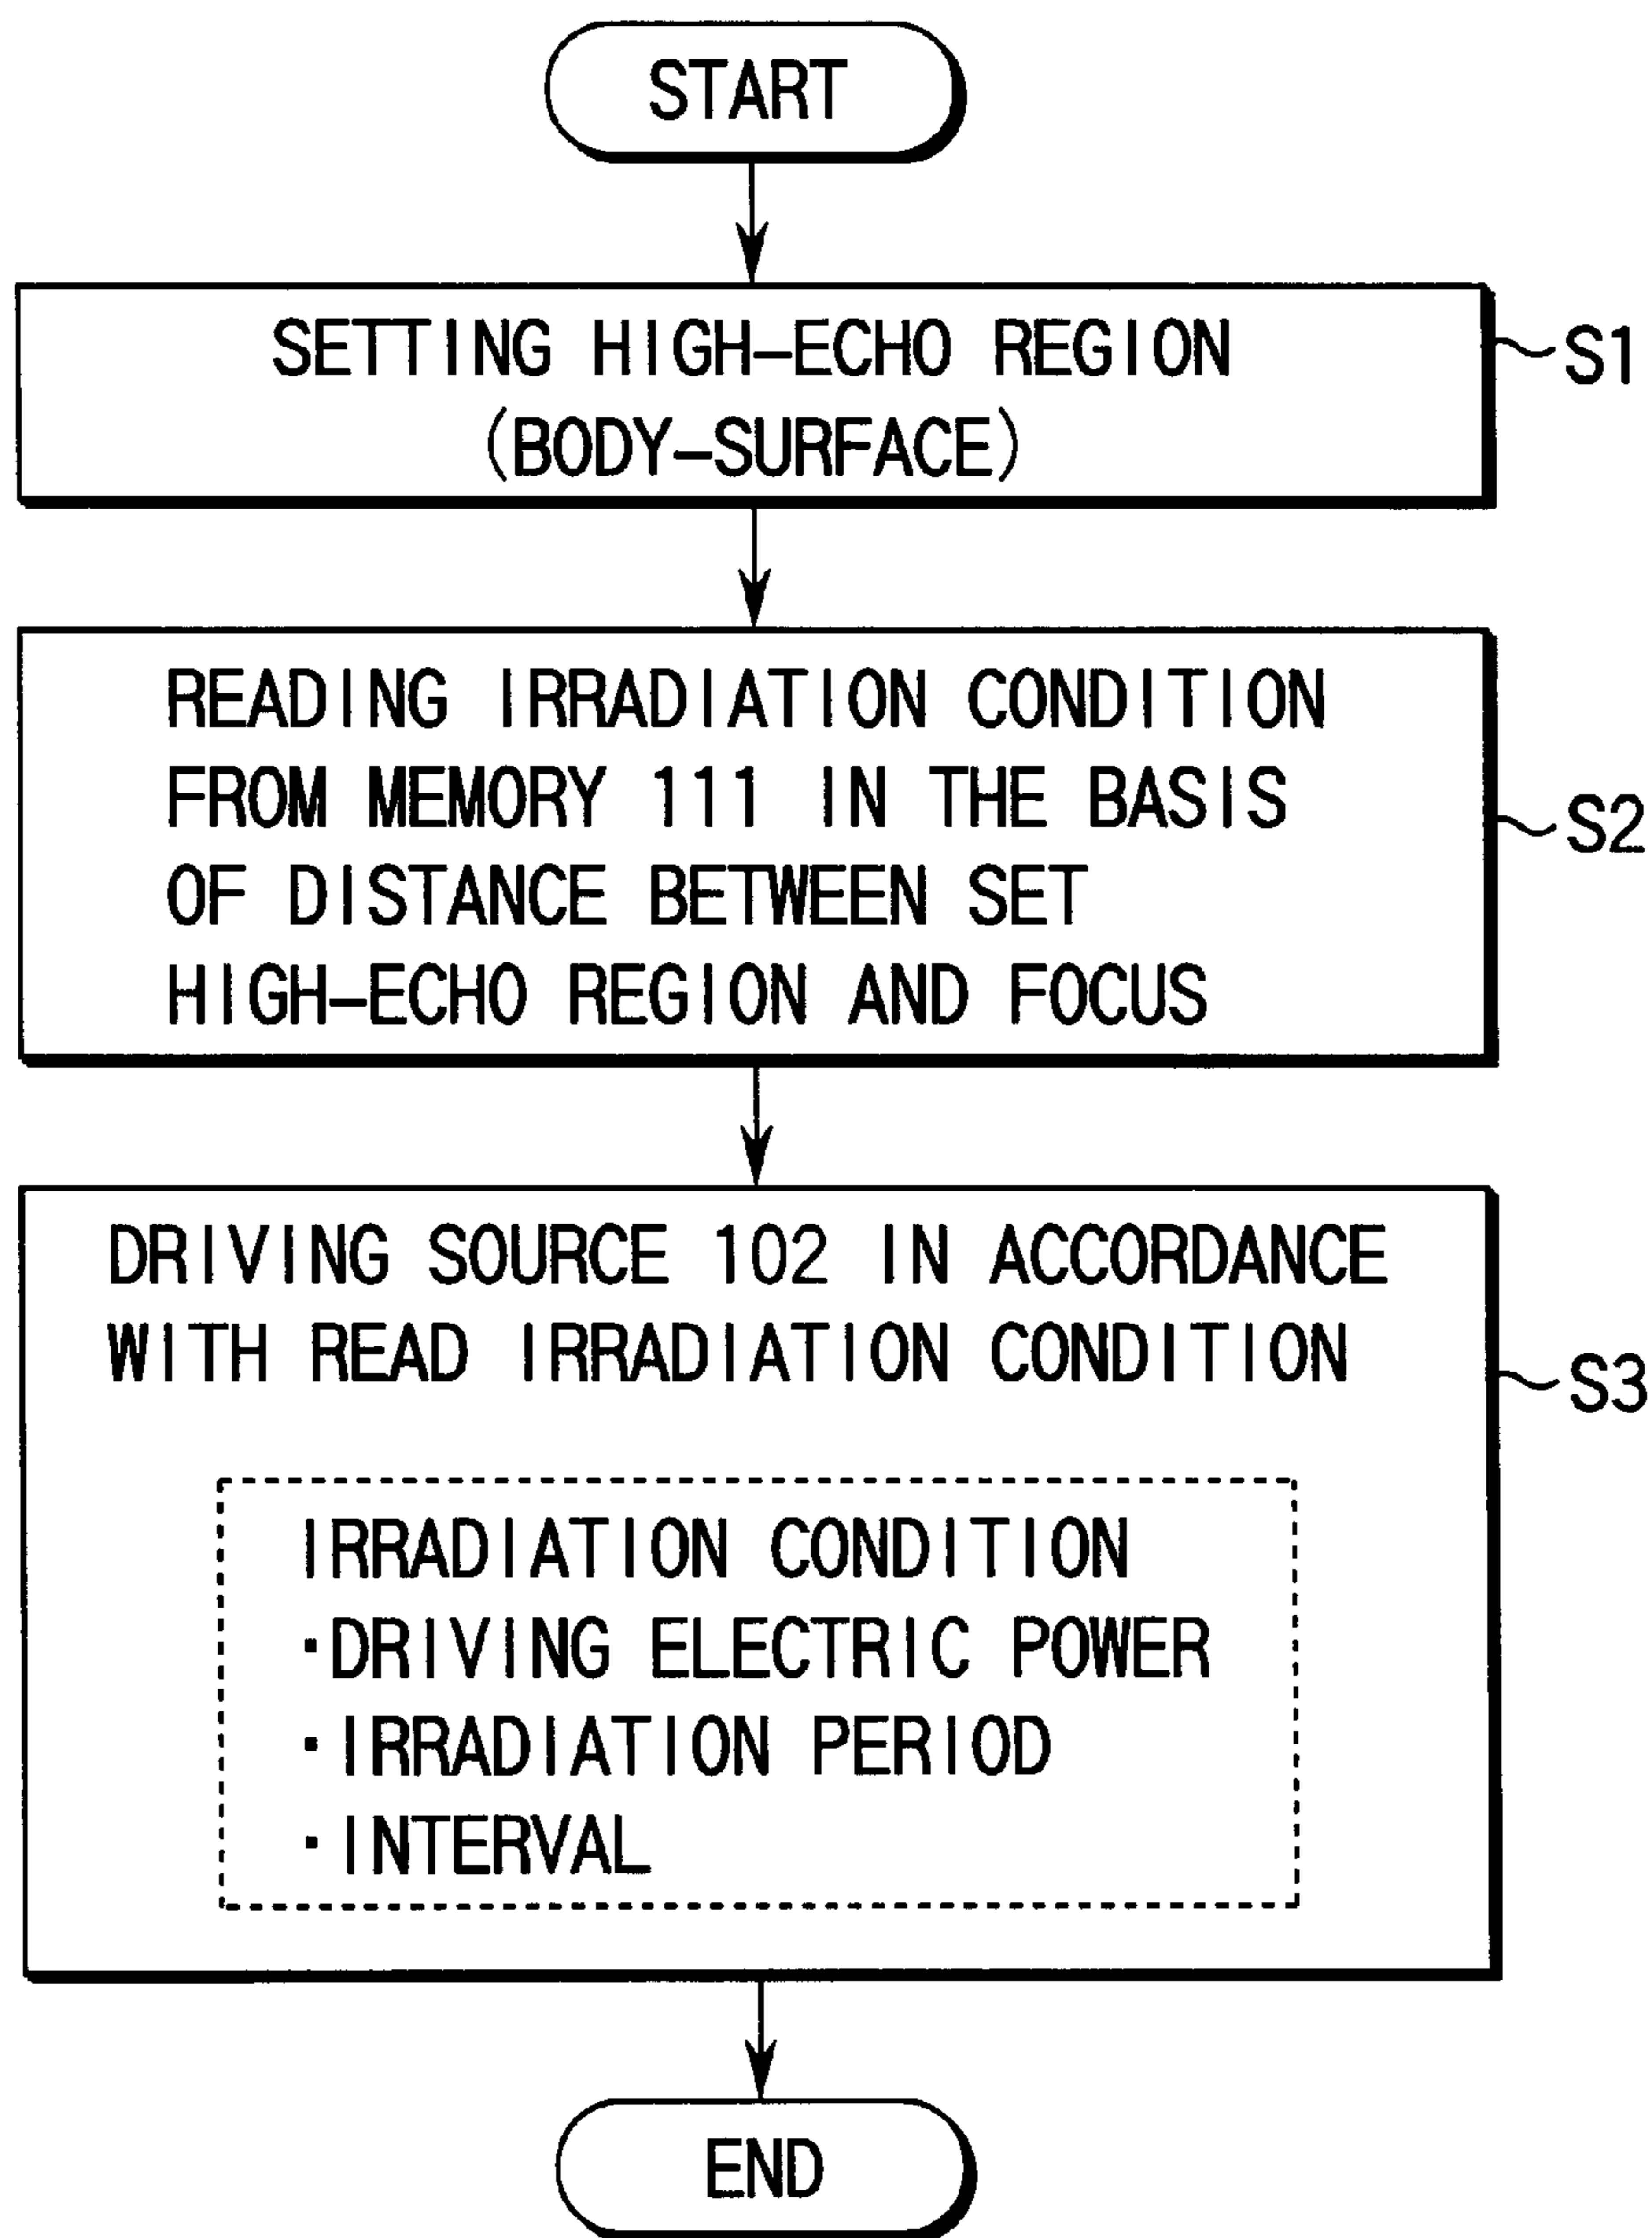 START
SETTING HIGH-ECHO REGION
(BODY-SURFACE)
S1
READING IRRADIATION CONDITION
FROM MEMORY 111 IN THE BASIS
OF DISTANCE BETWEEN SET
HIGH-ECHO REGION AND FOCUS
S2
DRIVING SOURCE 102 IN ACCORDANCE
WITH READ IRRADIATION CONDITION
S3
IRRADIATION CONDITION
·DRIVING ELECTRIC POWER
·IRRADIATION PERIOD
·INTERVAL
END